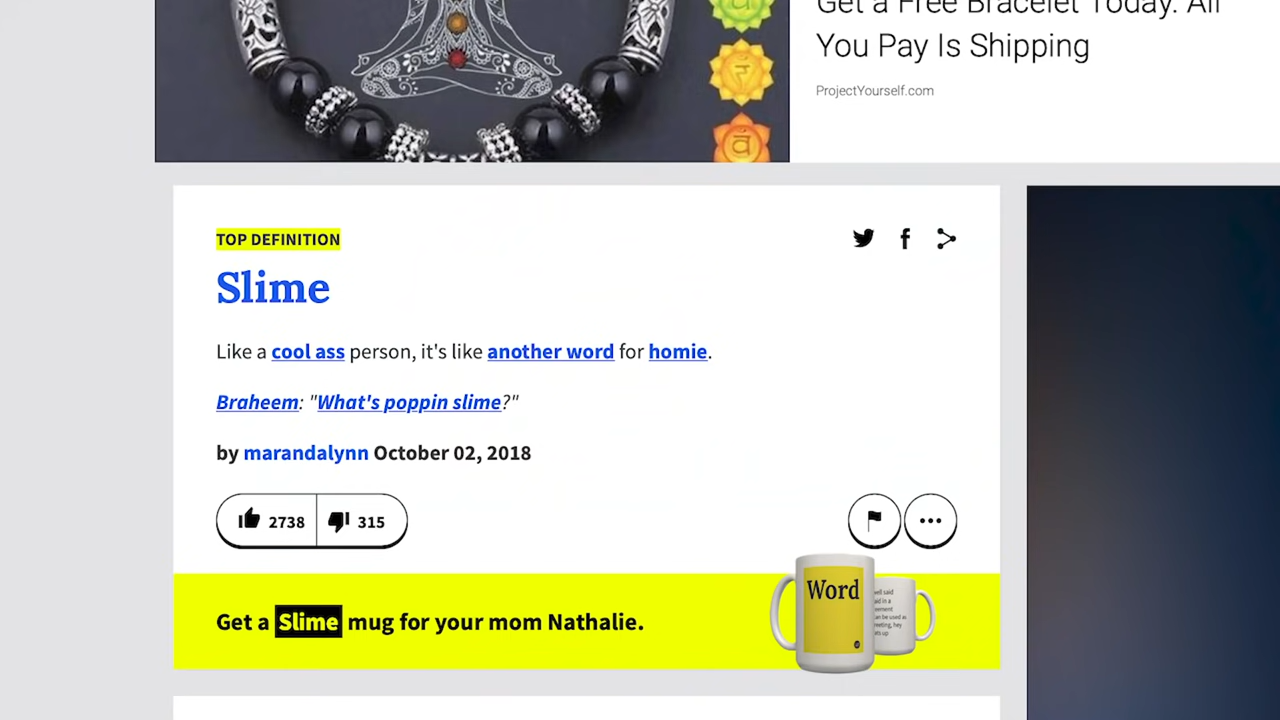 Get a Free Bracelet Today. All
You Pay Is Shipping
ProjectYourself.com
TOP DEFINITION
Slime
Like a cool ass person, it's like another word for homie.
Braheem: "What's poppin slime?"
by marandalynn October 02, 2018
2738 315
Get a Slime mug for your mom Nathalie.
Word